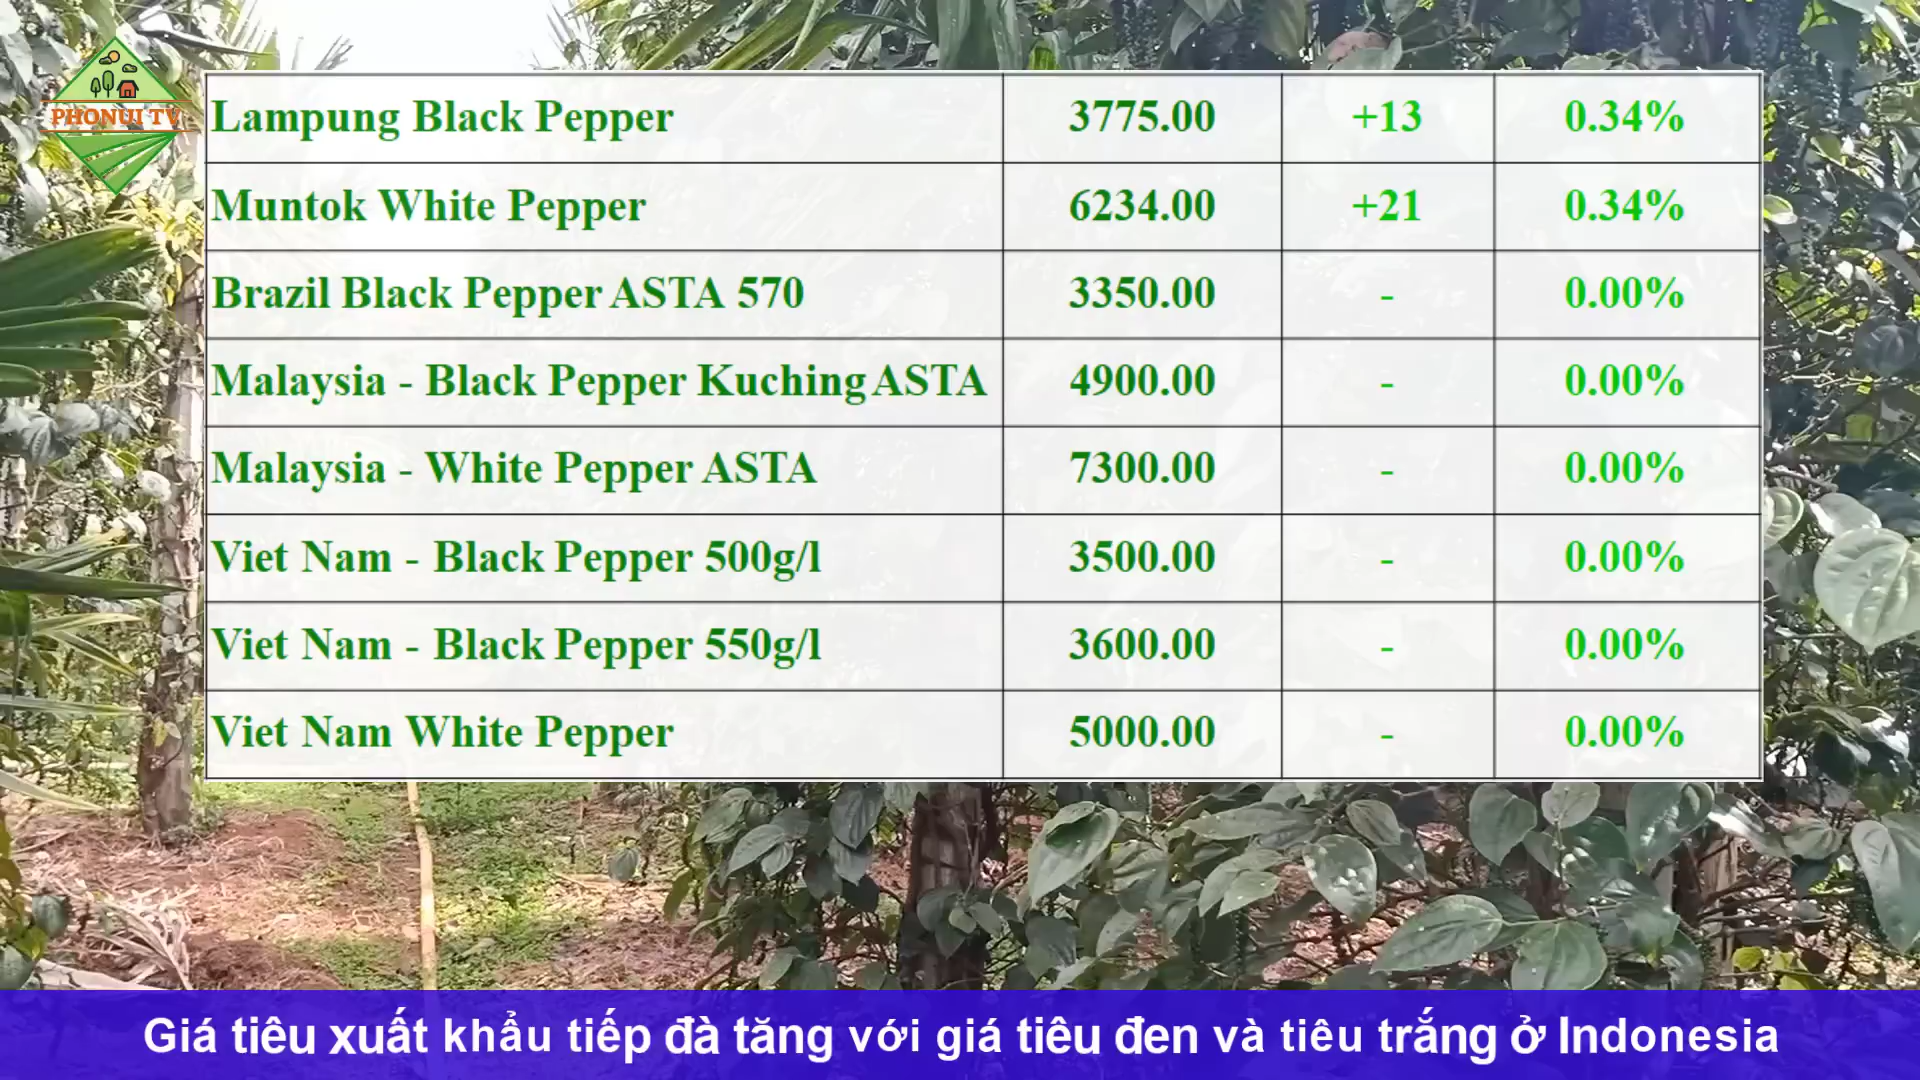 PHONUI TV
Lampung Black Pepper 3775.00 +13 0.34%
Muntok White Pepper 6234.00 +21 0.34%
Brazil Black Pepper ASTA 570 3350.00 - 0.00%
Malaysia - Black Pepper Kuching ASTA 4900.00 - 0.00%
Malaysia - White Pepper ASTA 7300.00 - 0.00%
Viet Nam - Black Pepper 500g/l 3500.00 - 0.00%
Viet Nam - Black Pepper 550g/l 3600.00 - 0.00%
Viet Nam White Pepper 5000.00 - 0.00%
Giá tiêu xuất khẩu tiếp đà tăng với giá tiêu đen và tiêu trắng ở Indonesia